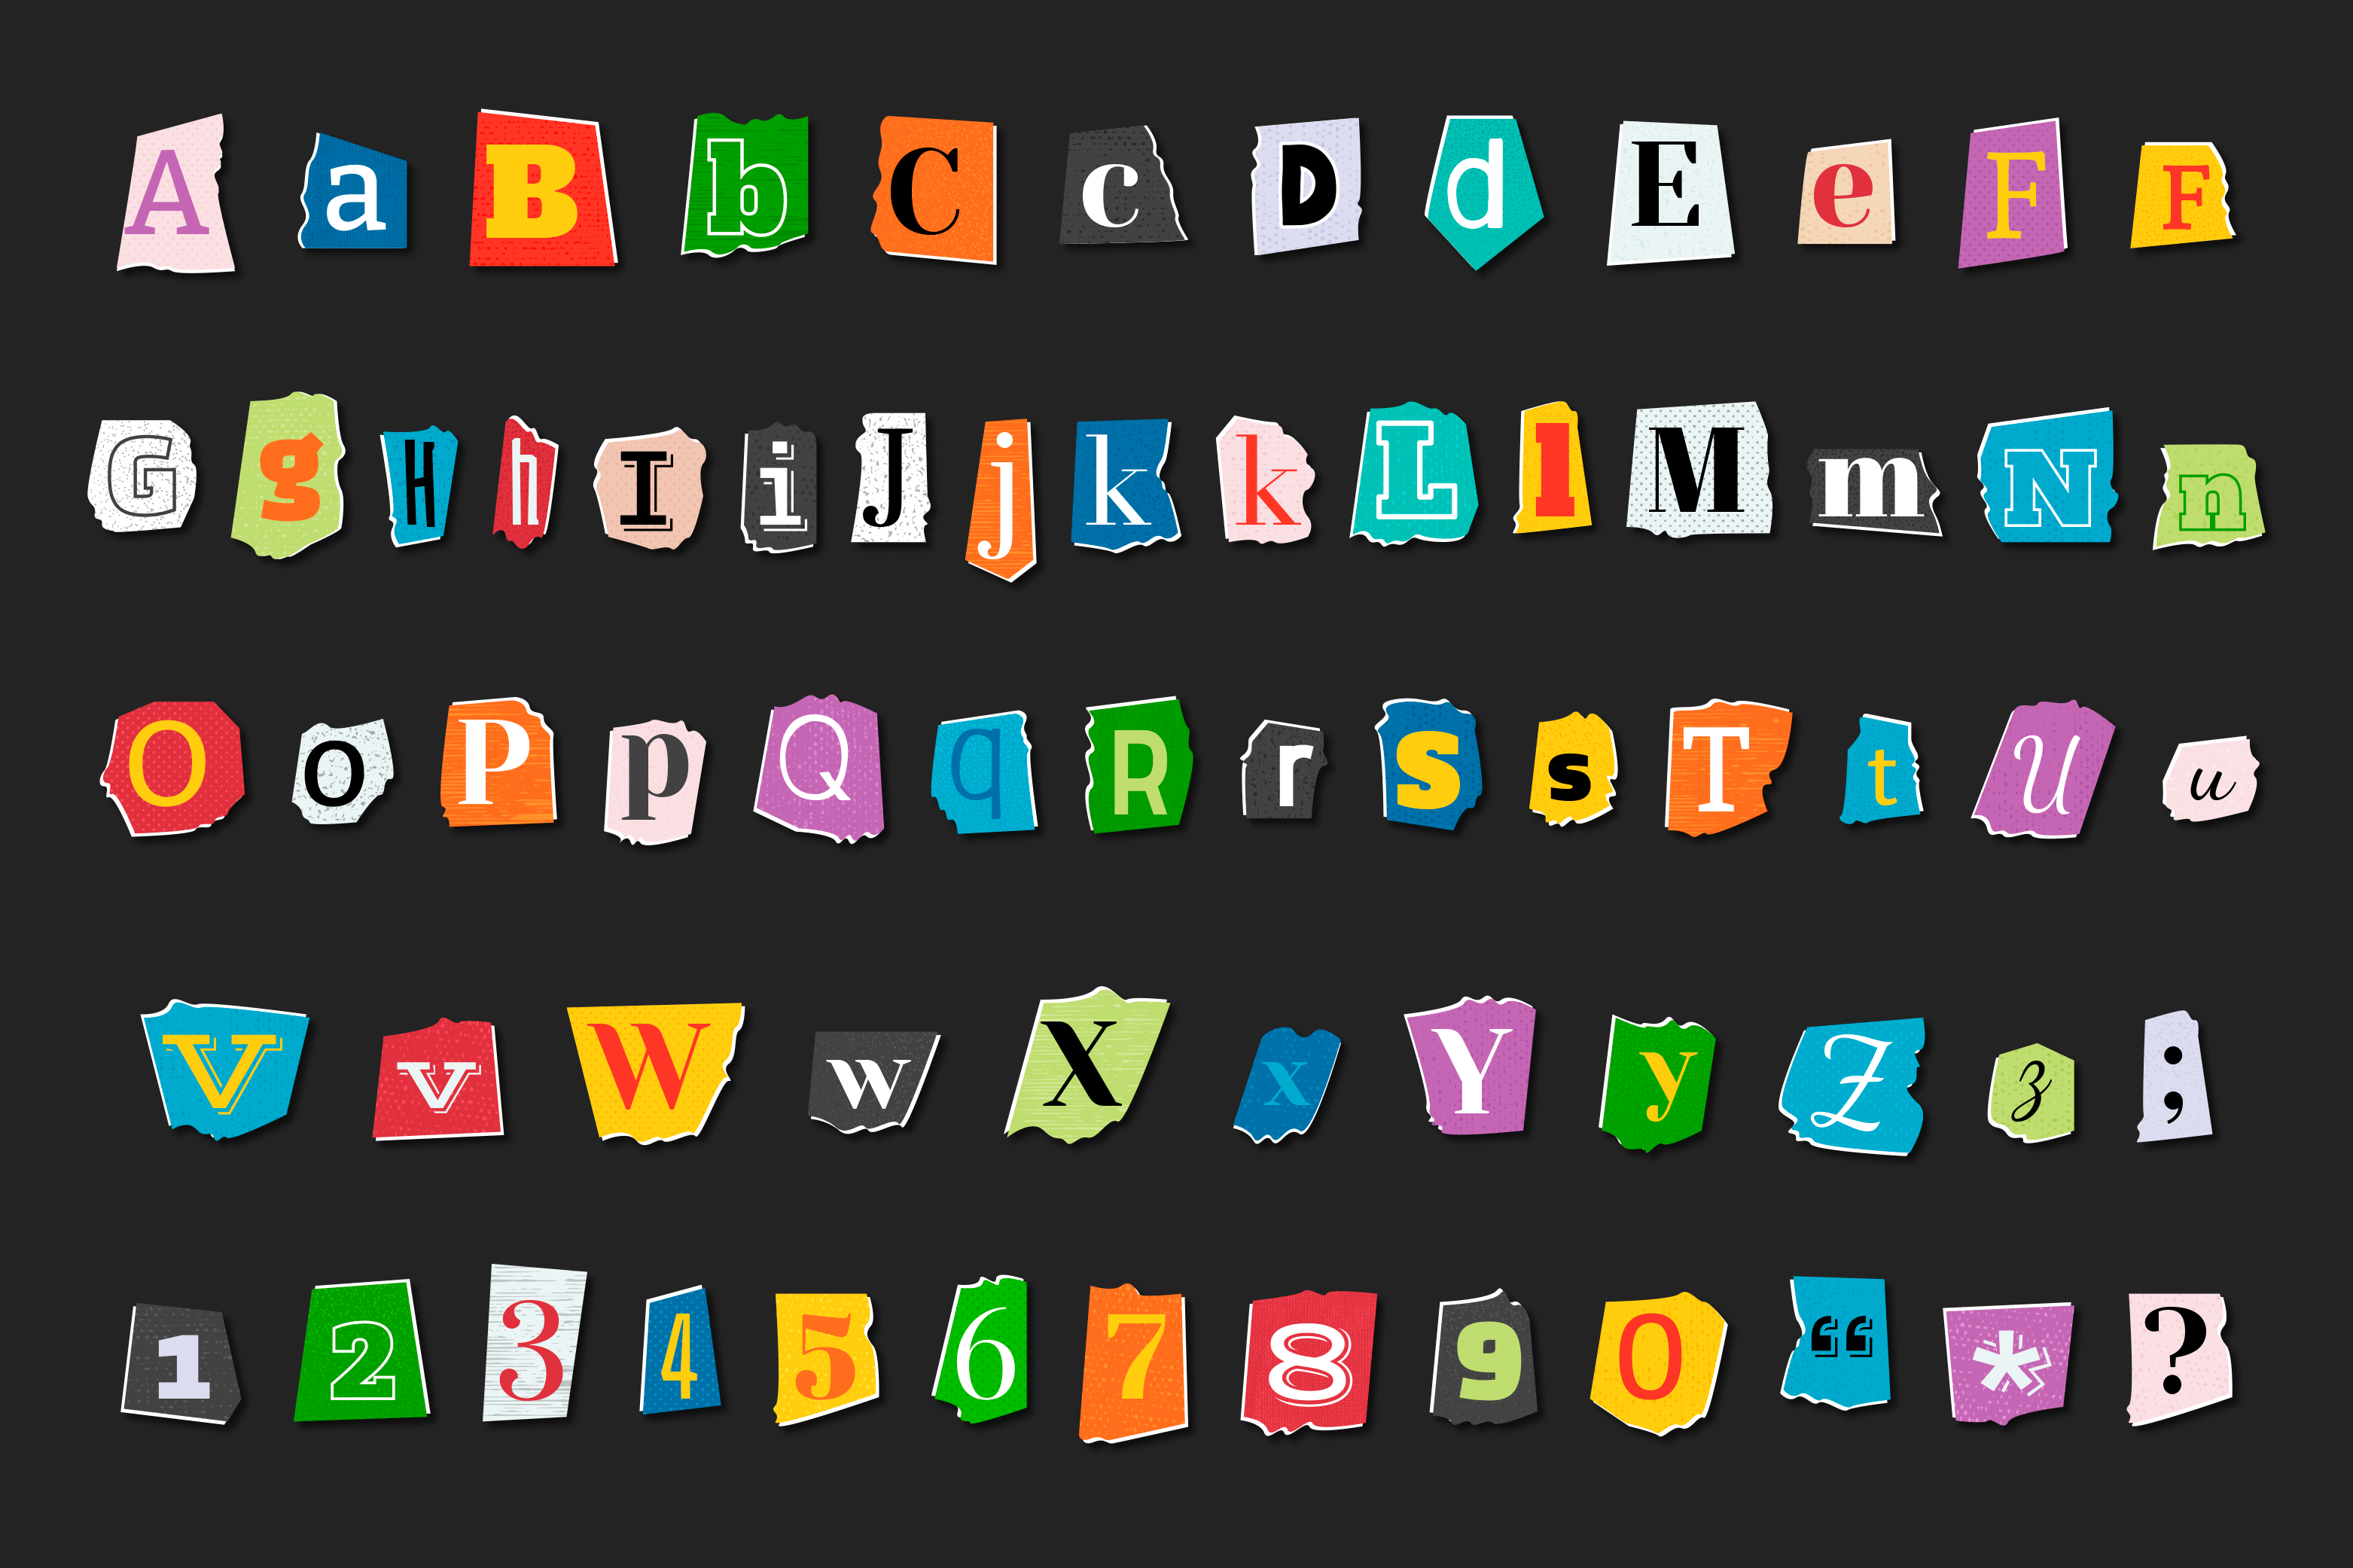 A a B b C c D d E e F F
G g H h I i J j k k L l M m N n
O o P p Q q R r S s T t U u
V v W w X x Y y Z z ;
1 2 3 4 5 6 7 8 9 0 “ * ?